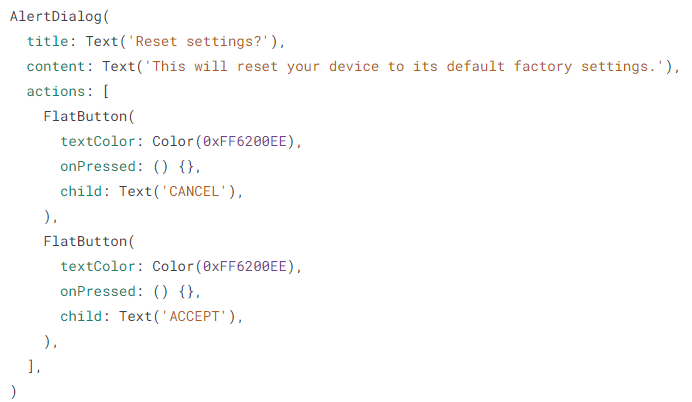 AlertDialog(
  title: Text('Reset settings?'),
  content: Text('This will reset your device to its default factory settings.'),
  actions: [
    FlatButton(
      textColor: Color(0xFF6200EE),
      onPressed: () {},
      child: Text('CANCEL'),
    ),
    FlatButton(
      textColor: Color(0xFF6200EE),
      onPressed: () {},
      child: Text('ACCEPT'),
    ),
  ],
)